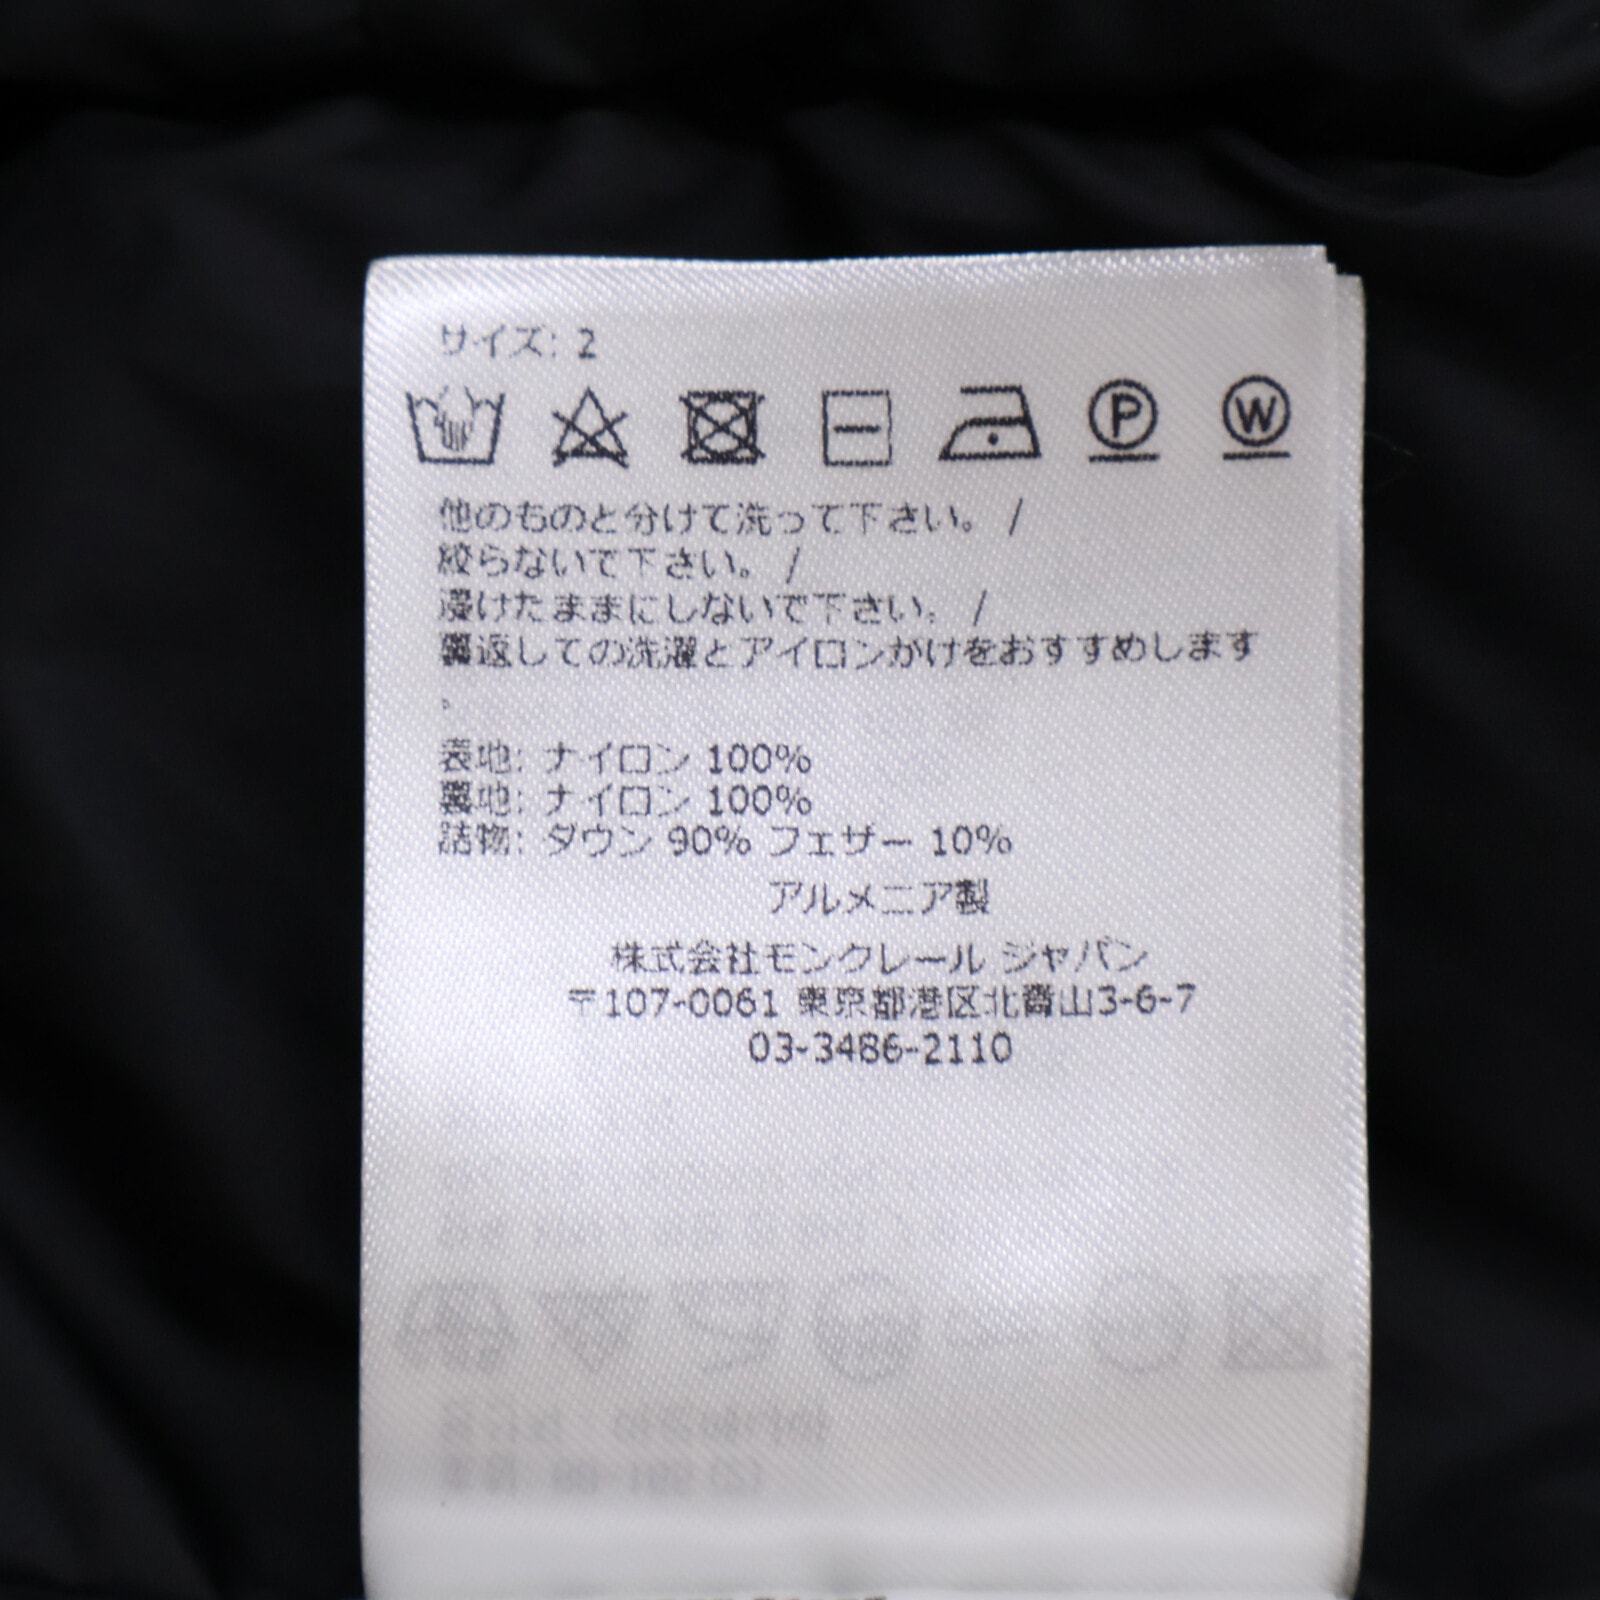 サイズ: 2
P W
他のものと分けて洗って下さい。 /
絞らないで下さい。 /
浸けたままにしないで下さい。 /
裏返しての洗濯とアイロンがけをおすすめします
。
表地: ナイロン 100%
裏地: ナイロン 100%
詰物: ダウン 90% フェザー 10%
アルメニア製
株式会社モンクレール ジャパン
〒107-0061 東京都港区北青山3-6-7
03-3486-2110